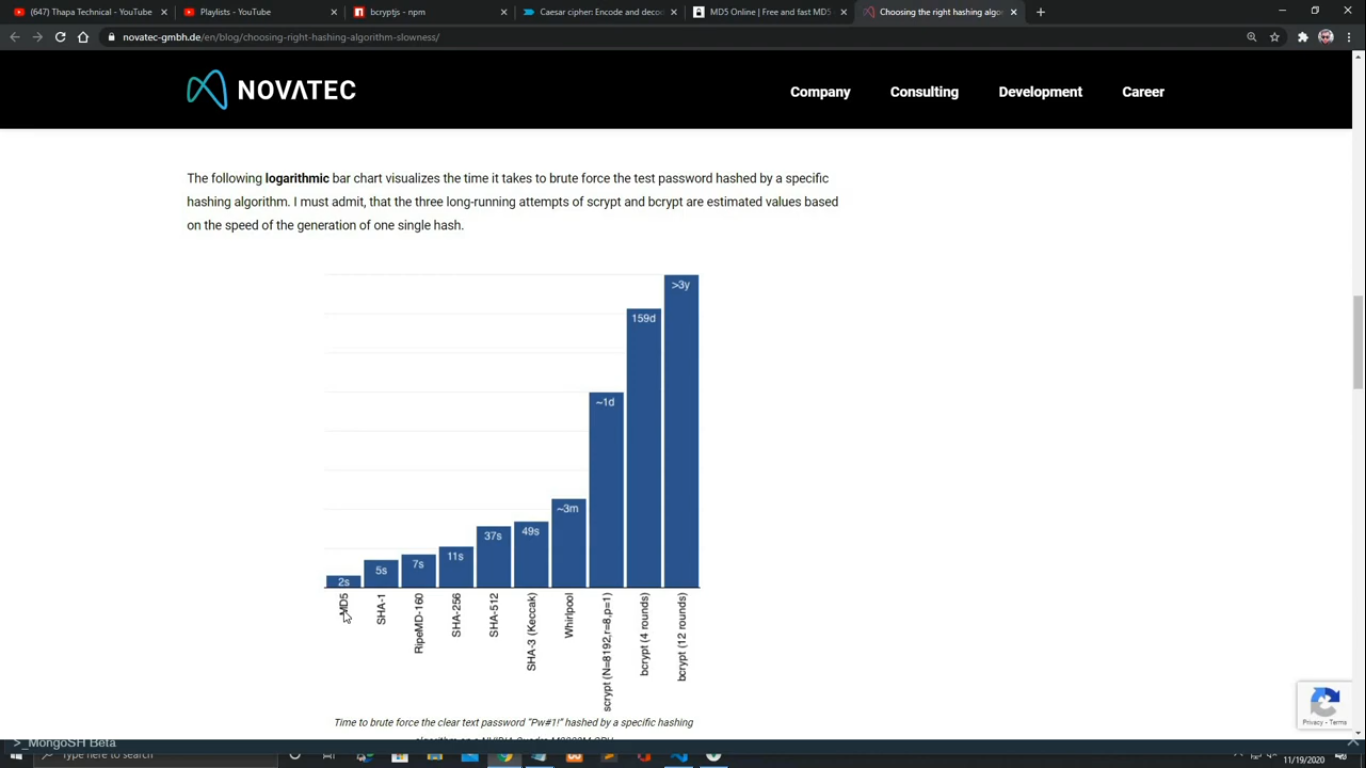 (647) Thapa Technical - YouTube
Playlists - YouTube
bcryptjs - npm
Caesar cipher: Encode and decod
MD5 Online | Free and fast MD5
Choosing the right hashing algo
novatec-gmbh.de/en/blog/choosing-right-hashing-algorithm-slowness/
NOVATEC
Company
Consulting
Development
Career
The following logarithmic bar chart visualizes the time it takes to brute force the test password hashed by a specific
hashing algorithm. I must admit, that the three long-running attempts of scrypt and bcrypt are estimated values based
on the speed of the generation of one single hash.
2s
5s
7s
11s
37s
49s
~3m
~1d
159d
>3y
MD5
SHA-1
RipeMD-160
SHA-256
SHA-512
SHA-3 (Keccak)
Whirlpool
scrypt (N=8192,r=8,p=1)
bcrypt (4 rounds)
bcrypt (12 rounds)
Time to brute force the clear text password "Pw#1!" hashed by a specific hashing
Privacy - Terms
>_MongoSH Beta
Type here to search
11/19/2020